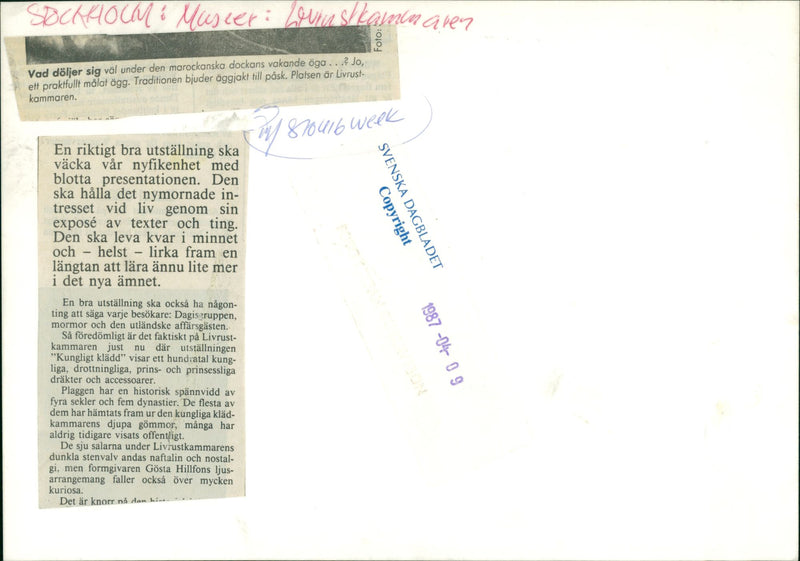 STOCKHOLM: Museer: Livrustkammaren
Foto:
Vad döljer sig väl under den marockanska dockans vakande öga . . .? Jo,
ett praktfullt målat ägg. Traditionen bjuder äggjakt till påsk. Platsen är Livrust-
kammaren.
870416 week
SVENSKA DAGBLADET
Copyright
1987 -04- 0 9
En riktigt bra utställning ska
väcka vår nyfikenhet med
blotta presentationen. Den
ska hålla det nymornade in-
tresset vid liv genom sin
exposé av texter och ting.
Den ska leva kvar i minnet
och – helst – lirka fram en
längtan att lära ännu lite mer
i det nya ämnet.
En bra utställning ska också ha någon-
ting att säga varje besökare: Dagisgruppen,
mormor och den utländske affärsgästen.
Så föredömligt är det faktiskt på Livrust-
kammaren just nu där utställningen
"Kungligt klädd" visar ett hundratal kung-
liga, drottningliga, prins- och prinsessliga
dräkter och accessoarer.
Plaggen har en historisk spännvidd av
fyra sekler och fem dynastier. De flesta av
dem har hämtats fram ur den kungliga kläd-
kammarens djupa gömmor, många har
aldrig tidigare visats offentligt.
De sju salarna under Livrustkammarens
dunkla stenvalv andas naftalin och nostal-
gi, men formgivaren Gösta Hillfons ljus-
arrangemang faller också över mycken
kuriosa.
Det är knorr på den